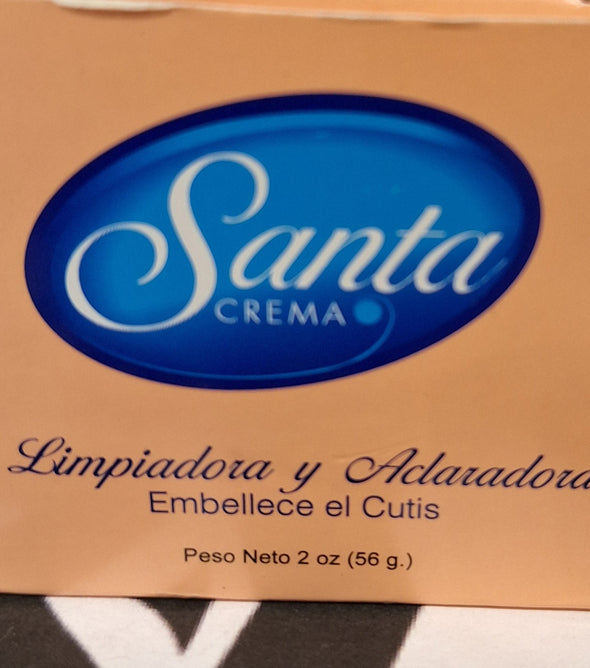 Santa
CREMA
Limpiadora y Aclaradora
Embellece el Cutis
Peso Neto 2 oz (56 g.)